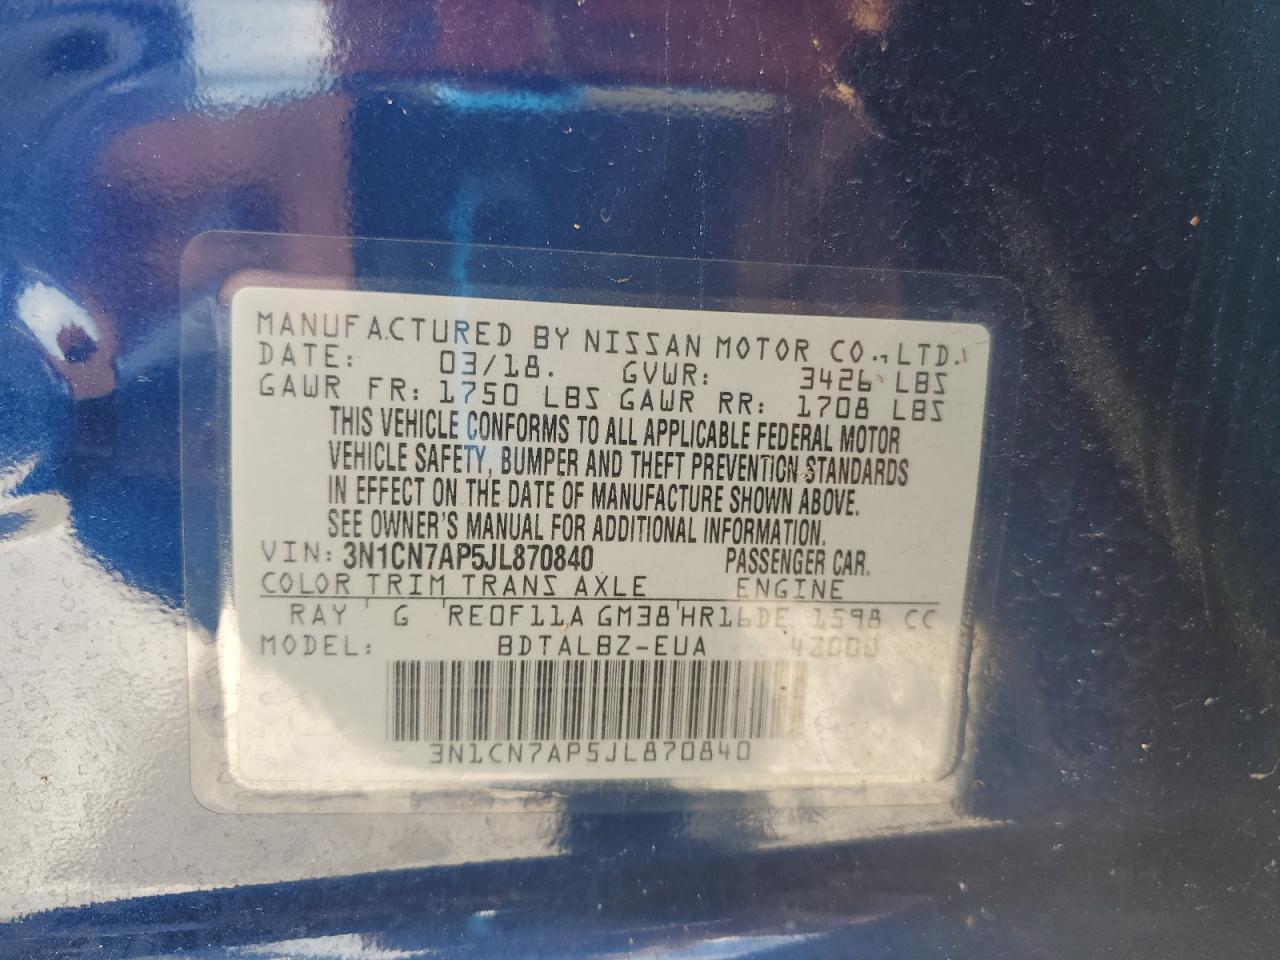 MANUFACTURED BY NISSAN MOTOR CO., LTD.
DATE: 03/18. GVWR: 3426 LBS
GAWR FR: 1750 LBS GAWR RR: 1708 LBS
THIS VEHICLE CONFORMS TO ALL APPLICABLE FEDERAL MOTOR
VEHICLE SAFETY, BUMPER AND THEFT PREVENTION STANDARDS
IN EFFECT ON THE DATE OF MANUFACTURE SHOWN ABOVE.
SEE OWNER'S MANUAL FOR ADDITIONAL INFORMATION.
VIN: 3N1CN7AP5JL870840 PASSENGER CAR.
COLOR TRIM TRANS AXLE ENGINE
RAY G RE0F11A GM38 HR16DE 1598 CC
MODEL: BDTALBZ-EUA
3N1CN7AP5JL870840